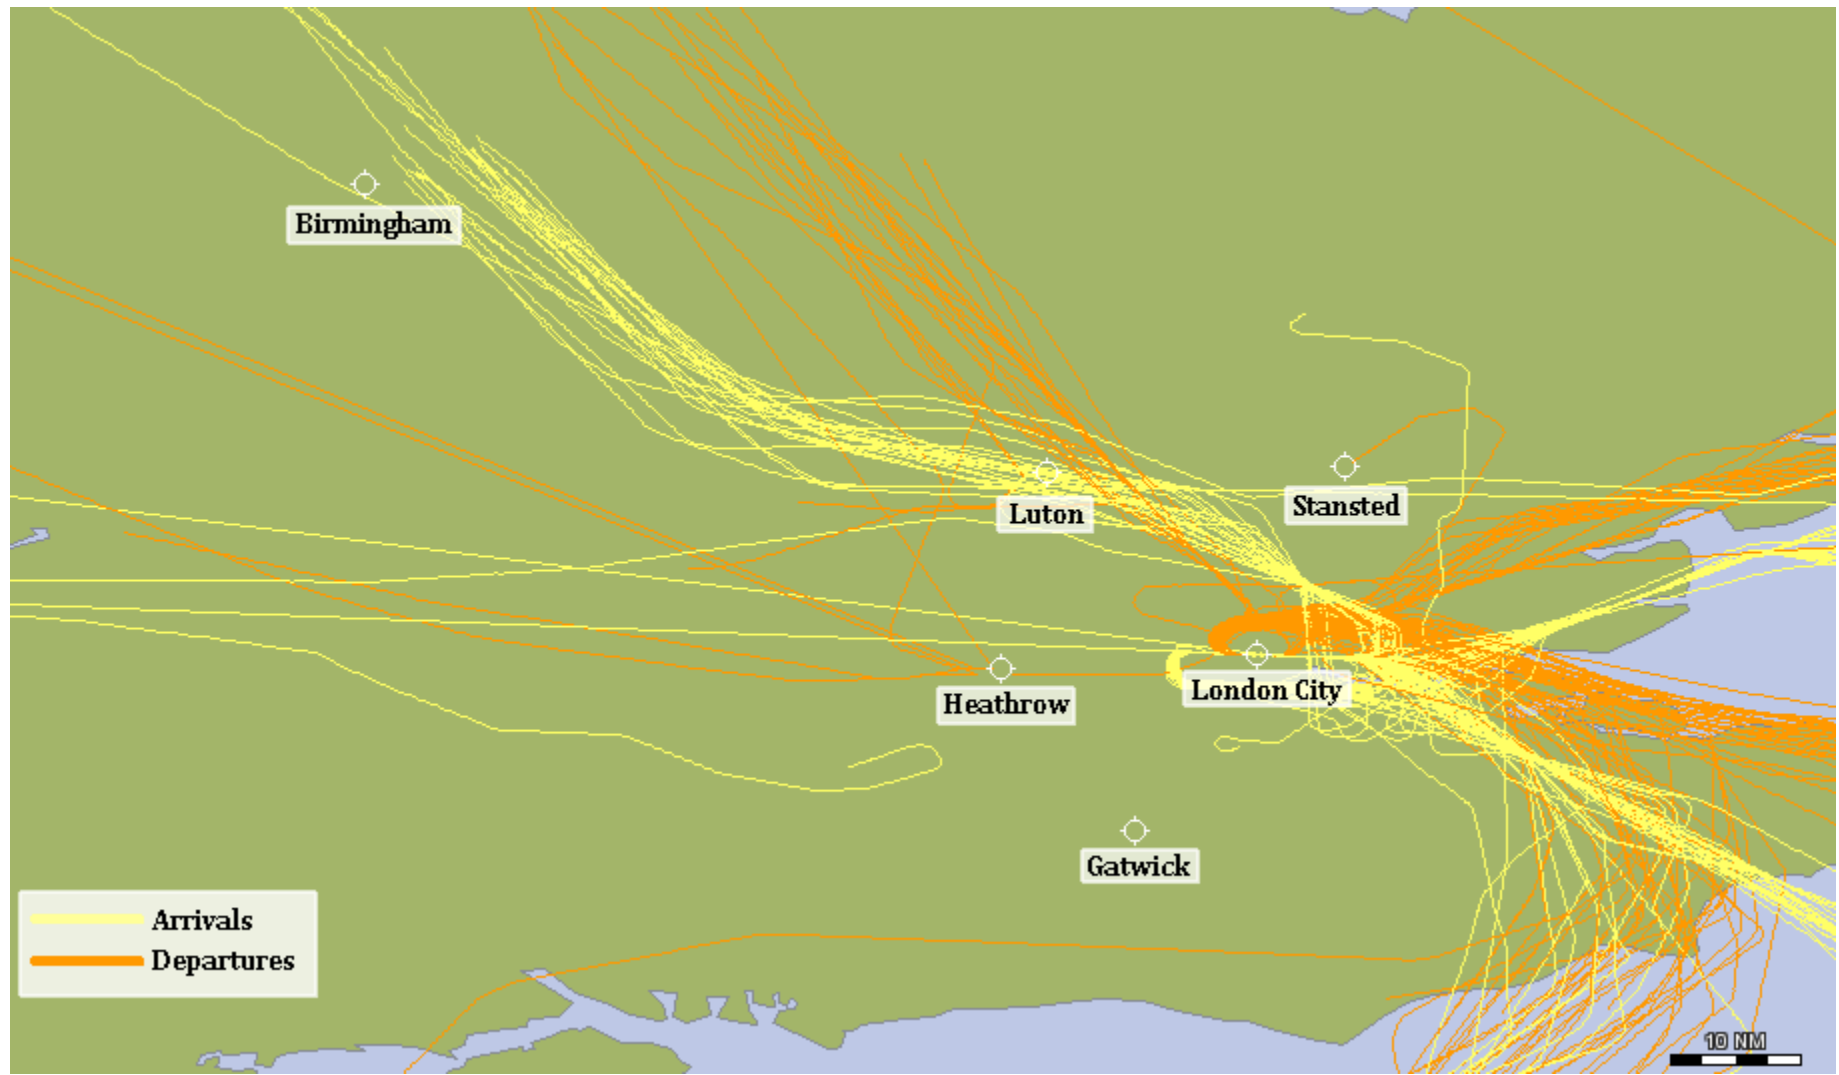 Birmingham
Luton
Stansted
Heathrow
London City
Gatwick
Arrivals
Departures
10 NM